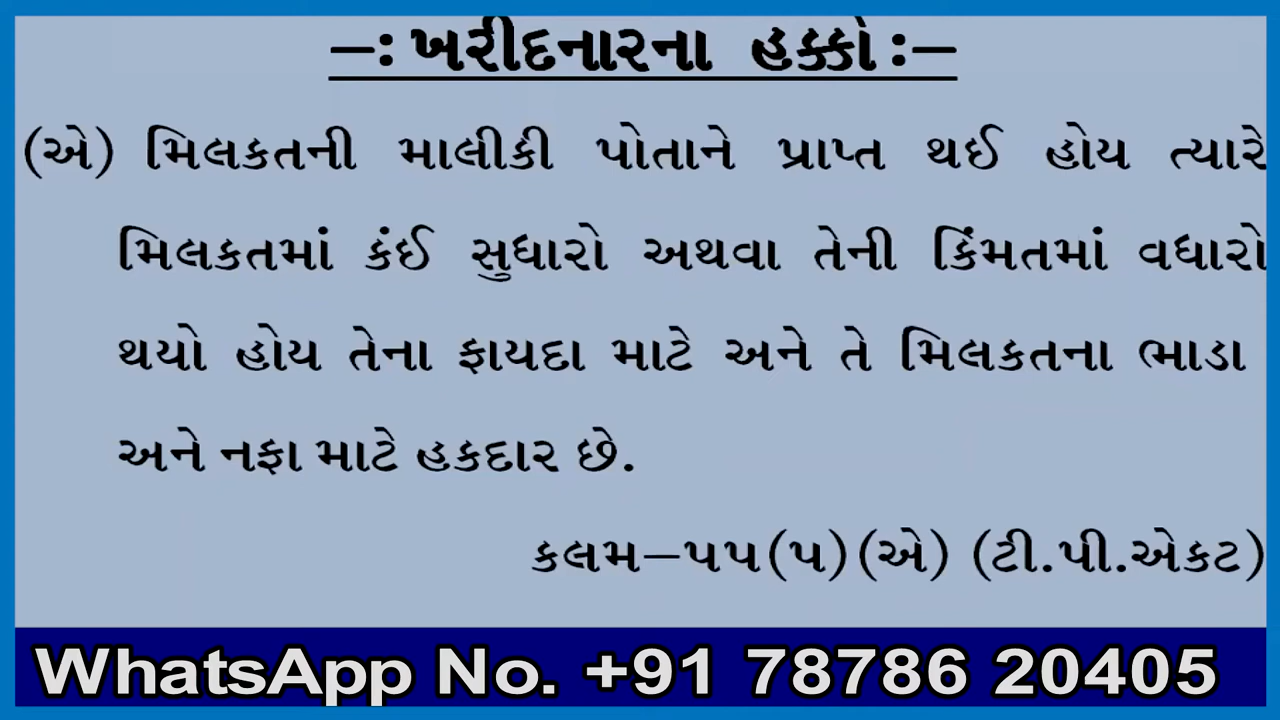 –: ખરીદનારના હક્કો :–
(એ) મિલકતની માલીકી પોતાને પ્રાપ્ત થઈ હોય ત્યારે
મિલકતમાં કંઈ સુધારો અથવા તેની કિંમતમાં વધારો
થયો હોય તેના ફાયદા માટે અને તે મિલકતના ભાડા
અને નફા માટે હકદાર છે.
કલમ–૫૫(૫)(એ) (ટી.પી.એકટ)
WhatsApp No. +91 78786 20405